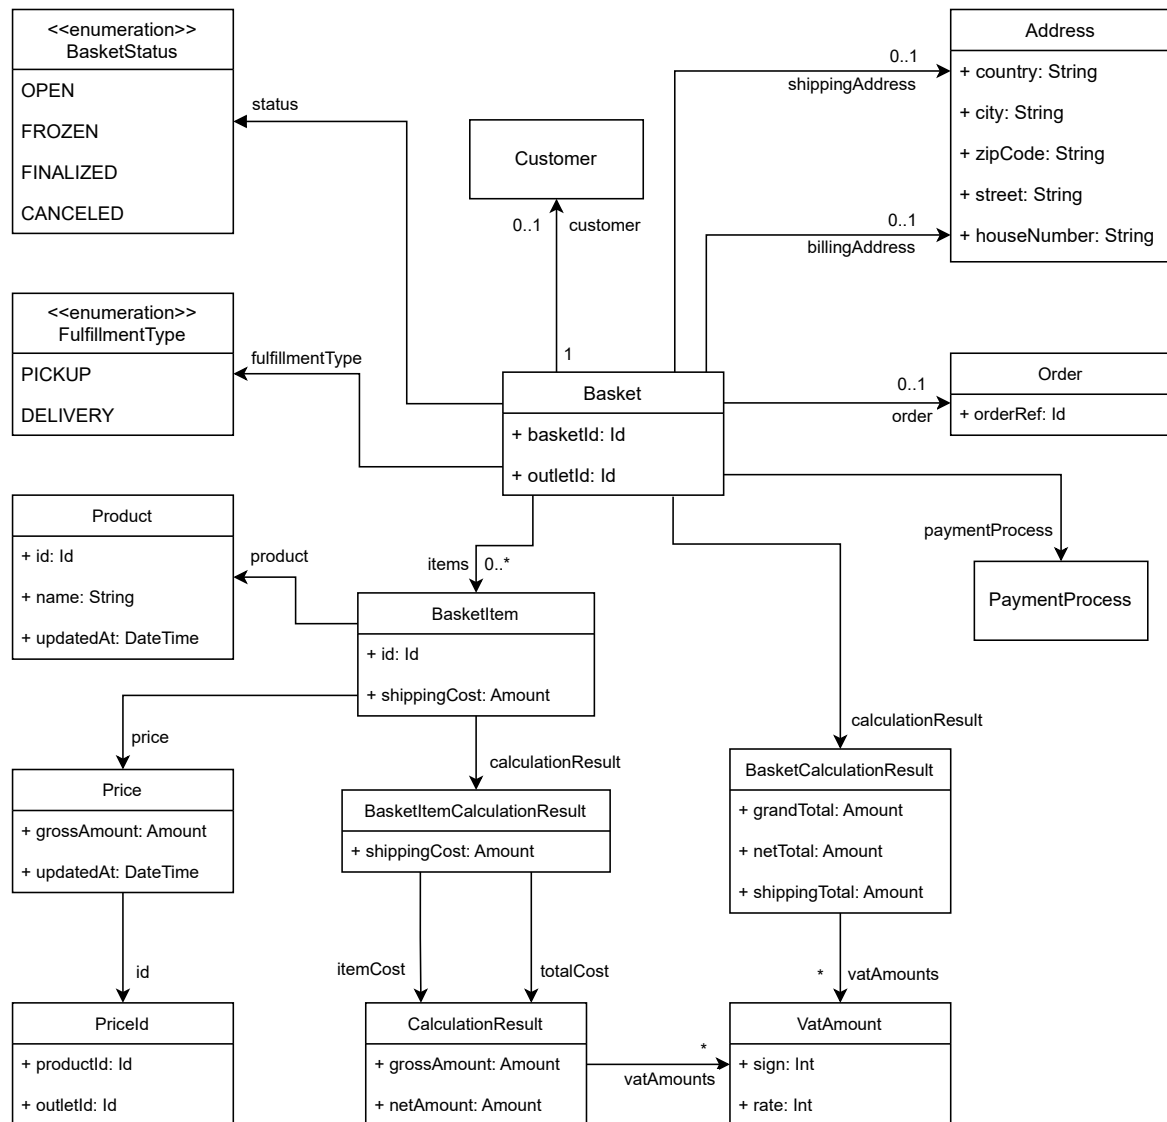 <<enumeration>>
BasketStatus
OPEN
FROZEN
FINALIZED
CANCELED
status
Customer
0..1
customer
1
Address
+ country: String
+ city: String
+ zipCode: String
+ street: String
+ houseNumber: String
0..1
shippingAddress
0..1
billingAddress
<<enumeration>>
FulfillmentType
PICKUP
DELIVERY
fulfillmentType
Basket
+ basketId: Id
+ outletId: Id
0..1
order
Order
+ orderRef: Id
paymentProcess
PaymentProcess
Product
+ id: Id
+ name: String
+ updatedAt: DateTime
product
items
0..*
BasketItem
+ id: Id
+ shippingCost: Amount
price
calculationResult
calculationResult
Price
+ grossAmount: Amount
+ updatedAt: DateTime
BasketItemCalculationResult
+ shippingCost: Amount
BasketCalculationResult
+ grandTotal: Amount
+ netTotal: Amount
+ shippingTotal: Amount
id
itemCost
totalCost
*
vatAmounts
PriceId
+ productId: Id
+ outletId: Id
CalculationResult
+ grossAmount: Amount
+ netAmount: Amount
*
vatAmounts
VatAmount
+ sign: Int
+ rate: Int